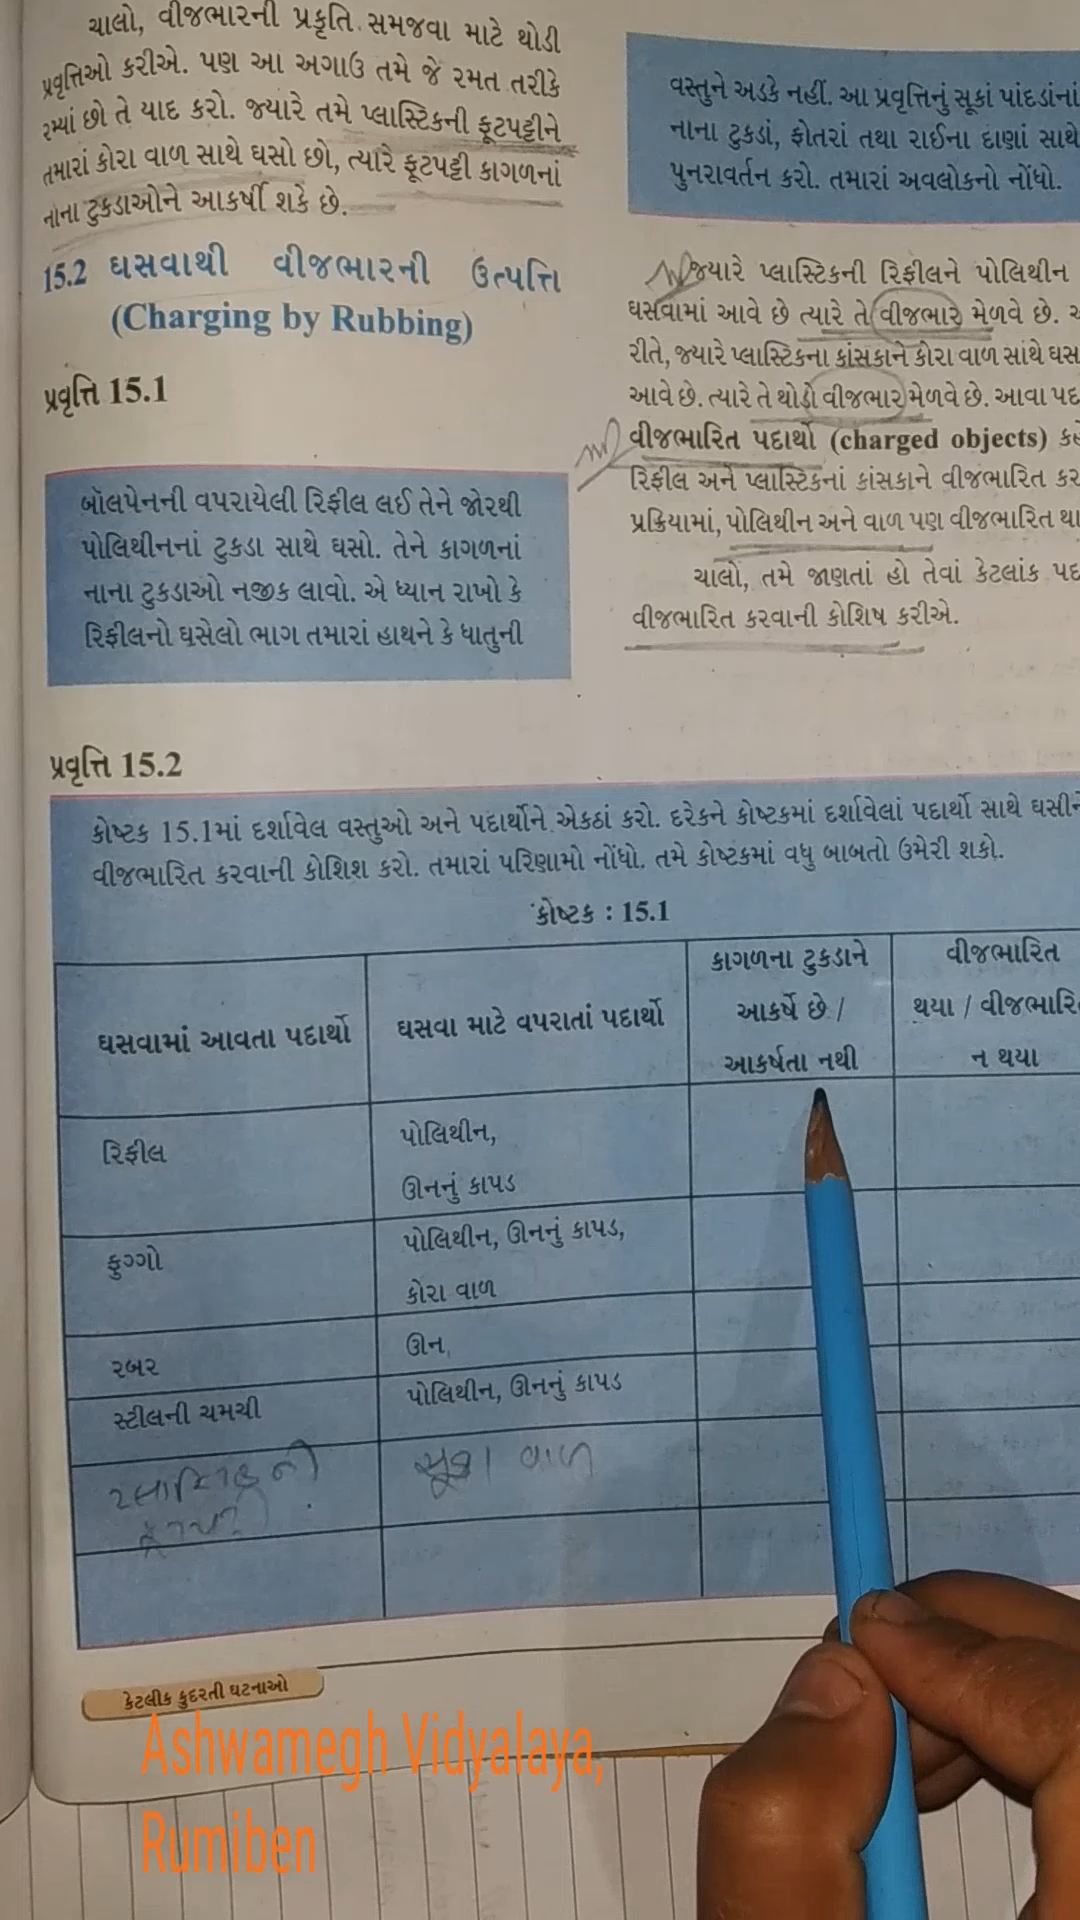 ચાલો, વીજભારની પ્રકૃતિ સમજવા માટે થોડી
પ્રવૃત્તિઓ કરીએ. પણ આ અગાઉ તમે જે રમત તરીકે
રમ્યાં છો તે યાદ કરો. જ્યારે તમે પ્લાસ્ટિકની ફૂટપટ્ટીને
તમારાં કોરા વાળ સાથે ઘસો છો, ત્યારે ફૂટપટ્ટી કાગળનાં
નાના ટુકડાઓને આકર્ષી શકે છે.
15.2 ઘસવાથી વીજભારની ઉત્પત્તિ
(Charging by Rubbing)
પ્રવૃત્તિ 15.1
બૉલપેનની વપરાયેલી રિફીલ લઈ તેને જોરથી
પોલિથીનનાં ટુકડા સાથે ઘસો. તેને કાગળનાં
નાના ટુકડાઓ નજીક લાવો. એ ધ્યાન રાખો કે
રિફીલનો ઘસેલો ભાગ તમારાં હાથને કે ધાતુની
વસ્તુને અડકે નહીં. આ પ્રવૃત્તિનું સૂકાં પાંદડાંનાં
નાના ટુકડાં, ફોતરાં તથા રાઈના દાણાં સાથે
પુનરાવર્તન કરો. તમારાં અવલોકનો નોંધો.
જ્યારે પ્લાસ્ટિકની રિફીલને પોલિથીન
ઘસવામાં આવે છે ત્યારે તે વીજભાર મેળવે છે.
રીતે, જ્યારે પ્લાસ્ટિકના કાંસકાને કોરા વાળ સાથે ઘસ
આવે છે. ત્યારે તે થોડો વીજભાર મેળવે છે. આવા પદ
વીજભારિત પદાર્થો (charged objects) કહે
રિફીલ અને પ્લાસ્ટિકનાં કાંસકાને વીજભારિત કર
પ્રક્રિયામાં, પોલિથીન અને વાળ પણ વીજભારિત થા
ચાલો, તમે જાણતાં હો તેવાં કેટલાંક પદ
વીજભારિત કરવાની કોશિષ કરીએ.
પ્રવૃત્તિ 15.2
કોષ્ટક 15.1માં દર્શાવેલ વસ્તુઓ અને પદાર્થોને એકઠાં કરો. દરેકને કોષ્ટકમાં દર્શાવેલાં પદાર્થો સાથે ઘસીને
વીજભારિત કરવાની કોશિશ કરો. તમારાં પરિણામો નોંધો. તમે કોષ્ટકમાં વધુ બાબતો ઉમેરી શકો.
કોષ્ટક : 15.1
ઘસવામાં આવતા પદાર્થો
ઘસવા માટે વપરાતાં પદાર્થો
કાગળના ટુકડાને
આકર્ષે છે /
આકર્ષતા નથી
વીજભારિત
થયા / વીજભારિત
ન થયા
રિફીલ
પોલિથીન,
ઊનનું કાપડ
ફુગ્ગો
પોલિથીન, ઊનનું કાપડ,
કોરા વાળ
રબર
ઊન,
સ્ટીલની ચમચી
પોલિથીન, ઊનનું કાપડ
સૂકા વાળ
કેટલીક કુદરતી ઘટનાઓ
Ashwamegh Vidyalaya,
Rumiben